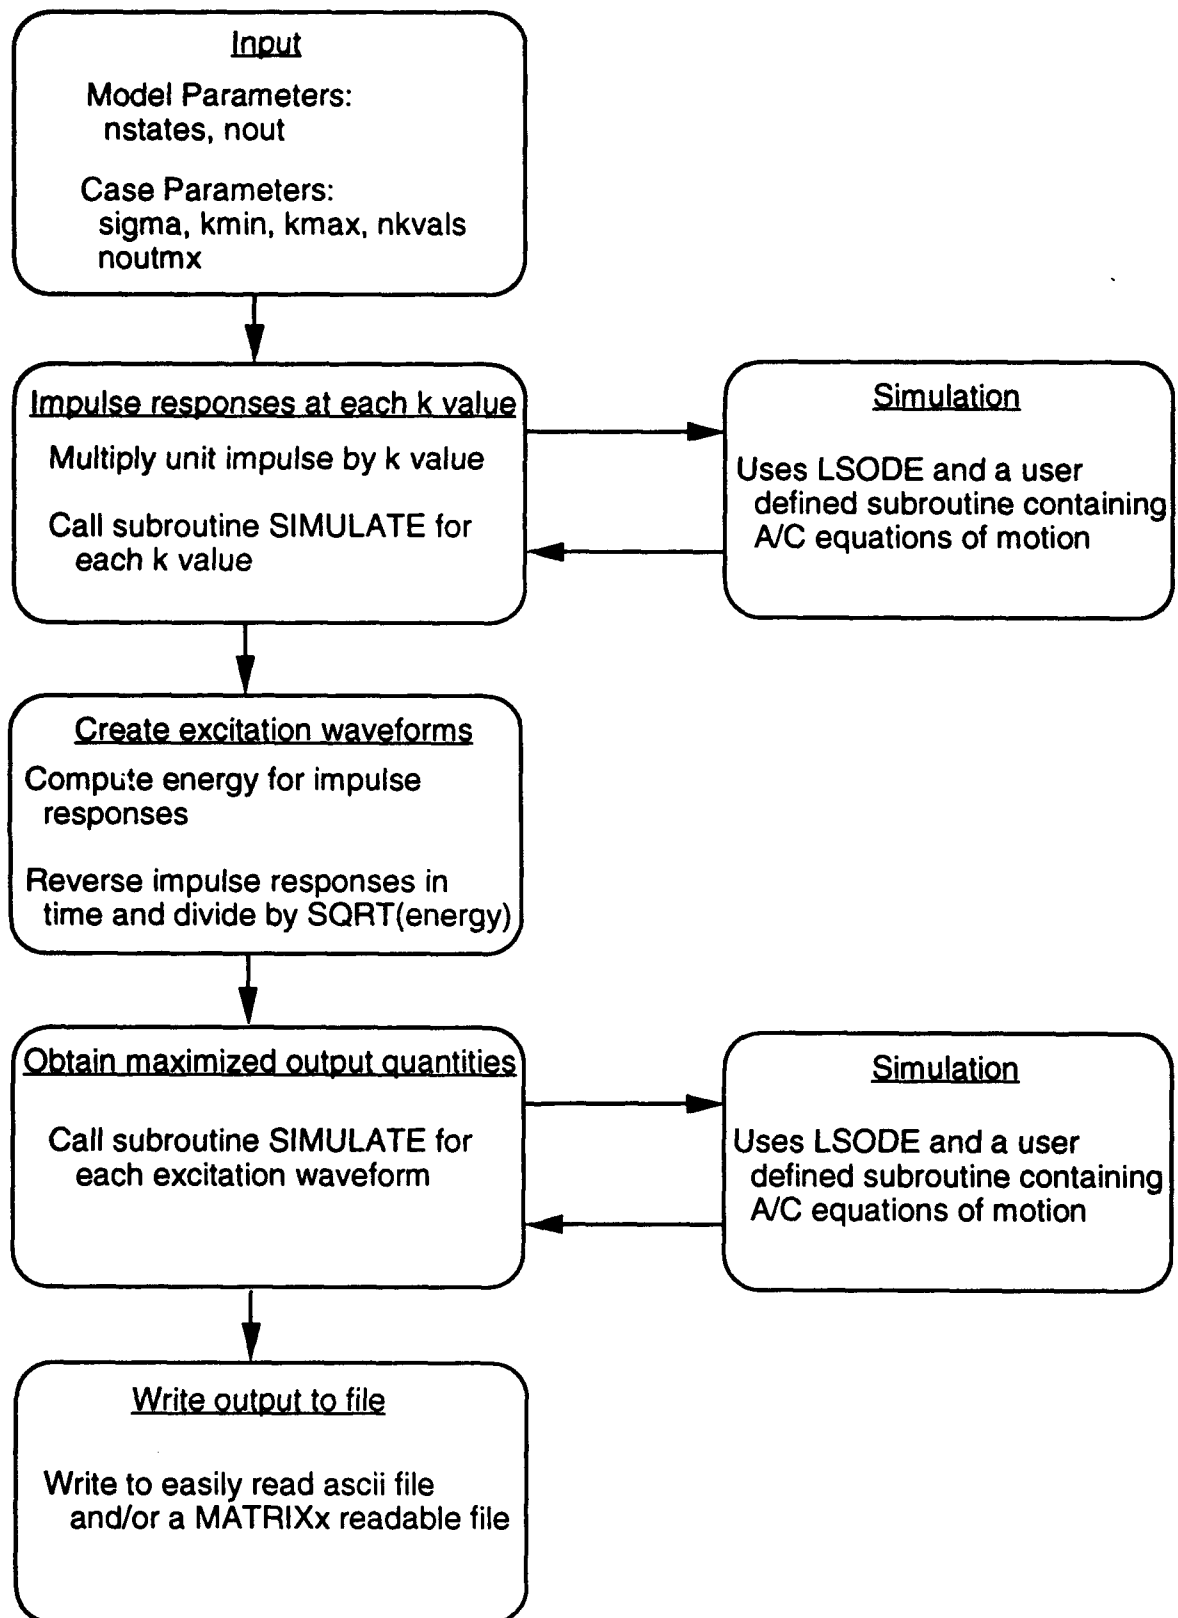 Input
Model Parameters:
nstates, nout
Case Parameters:
sigma, kmin, kmax, nkvals
noutmx
Impulse responses at each k value
Multiply unit impulse by k value
Call subroutine SIMULATE for
each k value
Simulation
Uses LSODE and a user
defined subroutine containing
A/C equations of motion
Create excitation waveforms
Compute energy for impulse
responses
Reverse impulse responses in
time and divide by SQRT(energy)
Obtain maximized output quantities
Call subroutine SIMULATE for
each excitation waveform
Simulation
Uses LSODE and a user
defined subroutine containing
A/C equations of motion
Write output to file
Write to easily read ascii file
and/or a MATRIXx readable file